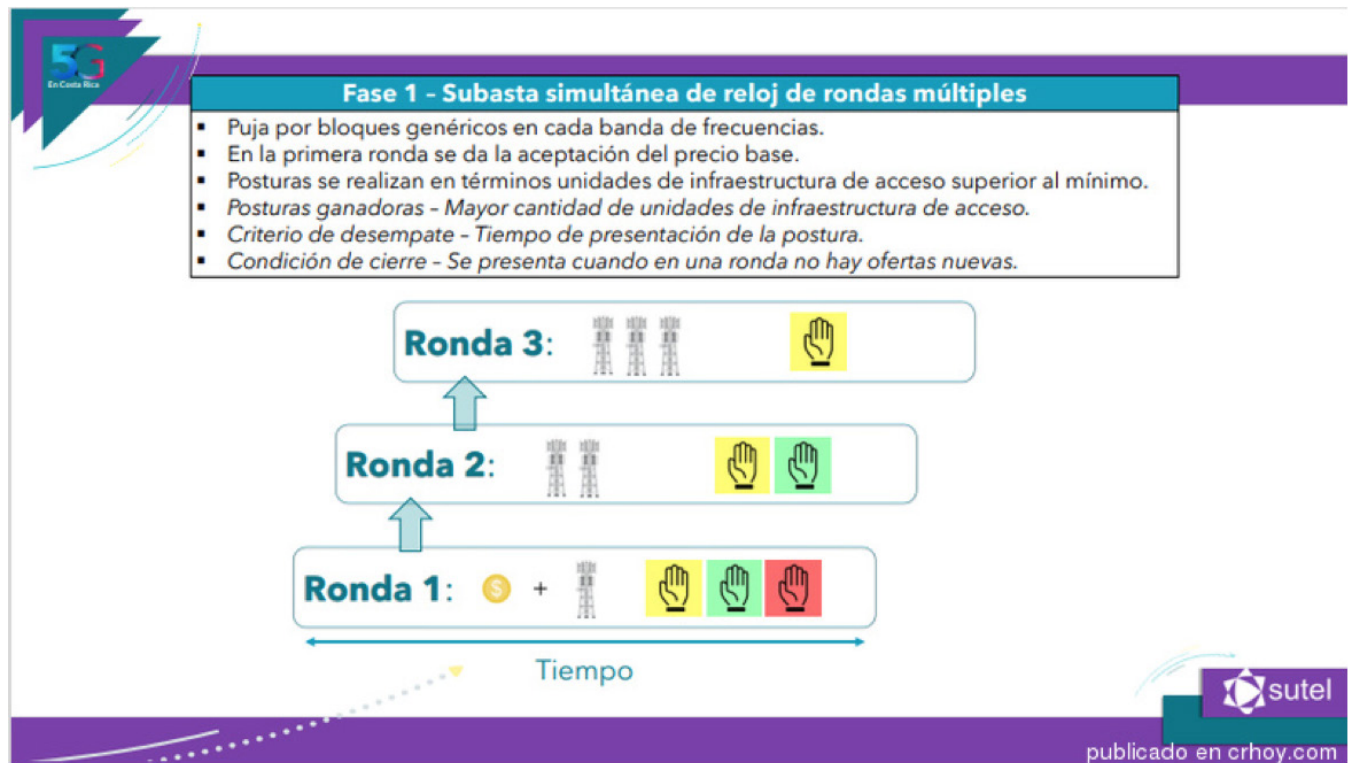 5G
En Costa Rica
Fase 1 – Subasta simultánea de reloj de rondas múltiples
▪ Puja por bloques genéricos en cada banda de frecuencias.
▪ En la primera ronda se da la aceptación del precio base.
▪ Posturas se realizan en términos unidades de infraestructura de acceso superior al mínimo.
▪ Posturas ganadoras – Mayor cantidad de unidades de infraestructura de acceso.
▪ Criterio de desempate – Tiempo de presentación de la postura.
▪ Condición de cierre – Se presenta cuando en una ronda no hay ofertas nuevas.
Ronda 3:
Ronda 2:
Ronda 1: $ +
Tiempo
sutel
publicado en crhoy.com